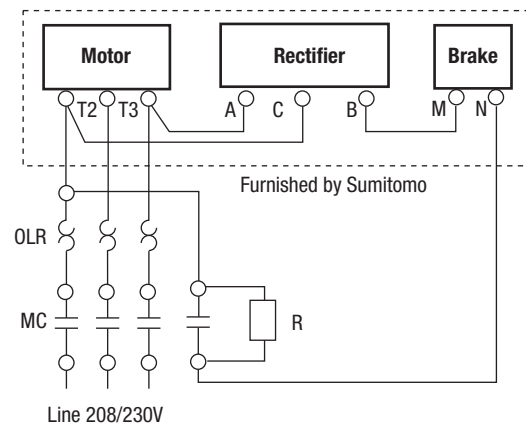 Motor Rectifier Brake
T2 T3 A C B M N
Furnished by Sumitomo
OLR
MC R
Line 208/230V